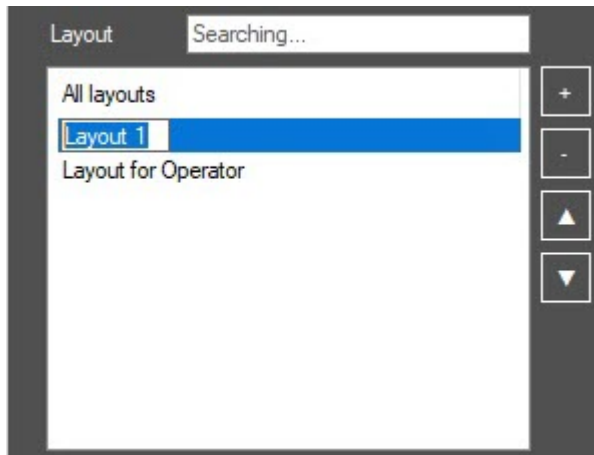 Layout Searching...
All layouts +
Layout 1
-
Layout for Operator
▲
▼